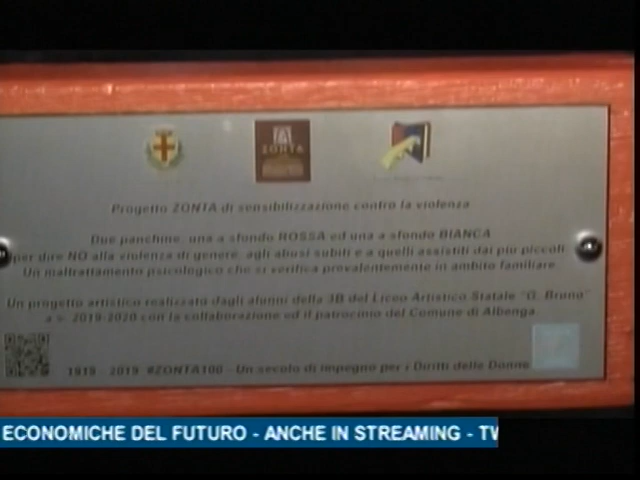 ZONTA
Progetto ZONTA di sensibilizzazione contro la violenza
Due panchine, una a sfondo ROSSA ed una a sfondo BIANCA
per dire NO alla violenza di genere, agli abusi subiti e a quelli assistiti dai più piccoli
Un maltrattamento psicologico che si verifica prevalentemente in ambito familiare
Un progetto artistico realizzato dagli alunni della 3B del Liceo Artistico Statale "G. Bruno"
a.s. 2019-2020 con la collaborazione ed il patrocinio del Comune di Albenga
1919 - 2019 #ZONTA100 - Un secolo di impegno per i Diritti delle Donne
ECONOMICHE DEL FUTURO - ANCHE IN STREAMING - TV